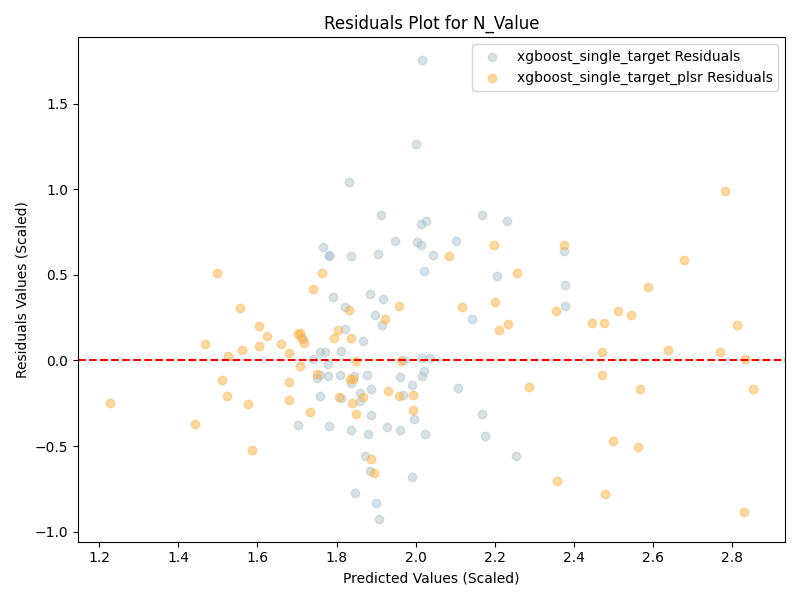 Residuals Plot for N_Value
xgboost_single_target Residuals
xgboost_single_target_plsr Residuals
Residuals Values (Scaled)
1.5
1.0
0.5
0.0
−0.5
−1.0
1.2 1.4 1.6 1.8 2.0 2.2 2.4 2.6 2.8
Predicted Values (Scaled)